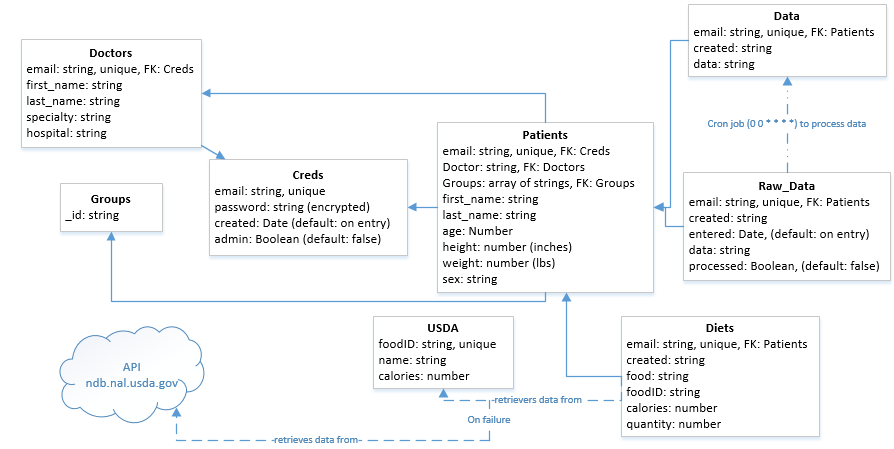 Data
email: string, unique, FK: Patients
created: string
data: string
Doctors
email: string, unique, FK: Creds
first_name: string
last_name: string
specialty: string
hospital: string
Cron job (0 0 * * * *) to process data
Patients
email: string, unique, FK: Creds
Doctor: string, FK: Doctors
Groups: array of strings, FK: Groups
first_name: string
last_name: string
age: Number
height: number (inches)
weight: number (lbs)
sex: string
Creds
email: string, unique
password: string (encrypted)
created: Date (default: on entry)
admin: Boolean (default: false)
Groups
_id: string
Raw_Data
email: string, unique, FK: Patients
created: string
entered: Date, (default: on entry)
data: string
processed: Boolean, (default: false)
USDA
foodID: string, unique
name: string
calories: number
Diets
email: string, unique, FK: Patients
created: string
food: string
foodID: string
calories: number
quantity: number
API
ndb.nal.usda.gov
-retrievers data from
On failure
-retrieves data from-